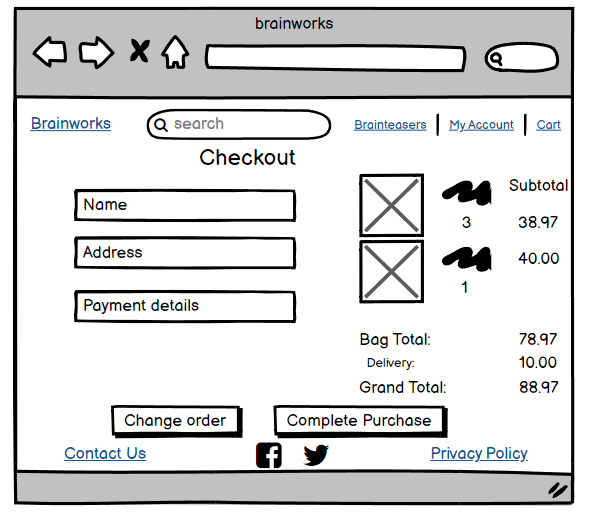 brainworks
Brainworks search Brainteasers My Account Cart
Checkout
Subtotal
Name
3 38.97
Address
40.00
1
Payment details
Bag Total: 78.97
Delivery: 10.00
Grand Total: 88.97
Change order Complete Purchase
Contact Us Privacy Policy